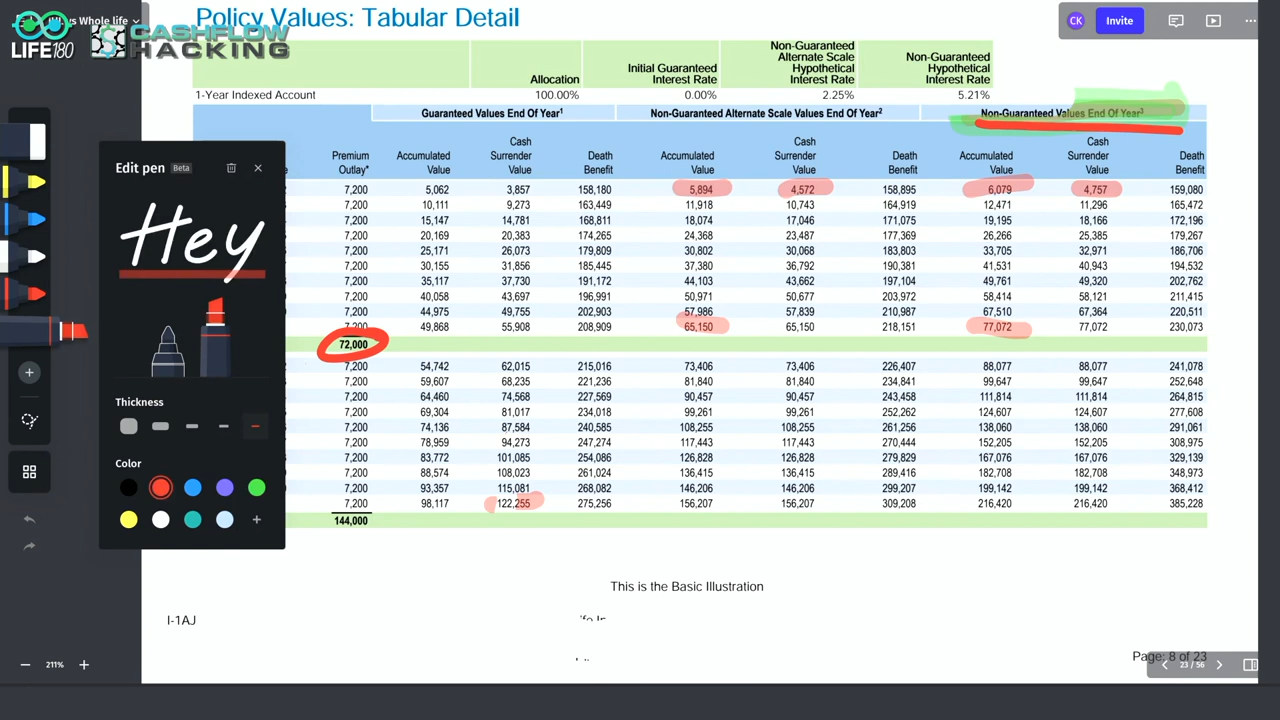 Ways Whole life
LIFE180
CASHFLOW
HACKING
Policy Values: Tabular Detail
CK
Invite
Allocation
Initial Guaranteed Interest Rate
Non-Guaranteed Alternate Scale Hypothetical Interest Rate
Non-Guaranteed Hypothetical Interest Rate
1-Year Indexed Account 100.00% 0.00% 2.25% 5.21%
Guaranteed Values End Of Year1 Non-Guaranteed Alternate Scale Values End Of Year2 Non-Guaranteed Values End Of Year3
Premium Outlay* Accumulated Value Cash Surrender Value Death Benefit Accumulated Value Cash Surrender Value Death Benefit Accumulated Value Cash Surrender Value Death Benefit
7,200 5,062 3,857 158,180 5,894 4,572 158,895 6,079 4,757 159,080
7,200 10,111 9,273 163,449 11,918 10,743 164,919 12,471 11,296 165,472
7,200 15,147 14,781 168,811 18,074 17,046 171,075 19,195 18,166 172,196
7,200 20,169 20,383 174,265 24,368 23,487 177,369 26,266 25,385 179,267
7,200 25,171 26,073 179,809 30,802 30,068 183,803 33,705 32,971 186,706
7,200 30,155 31,856 185,445 37,380 36,792 190,381 41,531 40,943 194,532
7,200 35,117 37,730 191,172 44,103 43,662 197,104 49,761 49,320 202,762
7,200 40,058 43,697 196,991 50,971 50,677 203,972 58,414 58,121 211,415
7,200 44,975 49,755 202,903 57,986 57,839 210,987 67,510 67,364 220,511
7,200 49,868 55,908 208,909 65,150 65,150 218,151 77,072 77,072 230,073
72,000
7,200 54,742 62,015 215,016 73,406 73,406 226,407 88,077 88,077 241,078
7,200 59,607 68,235 221,236 81,840 81,840 234,841 99,647 99,647 252,648
7,200 64,460 74,568 227,569 90,457 90,457 243,458 111,814 111,814 264,815
7,200 69,304 81,017 234,018 99,261 99,261 252,262 124,607 124,607 277,608
7,200 74,136 87,584 240,585 108,255 108,255 261,256 138,060 138,060 291,061
7,200 78,959 94,273 247,274 117,443 117,443 270,444 152,205 152,205 308,975
7,200 83,772 101,085 254,086 126,828 126,828 279,829 167,076 167,076 329,139
7,200 88,574 108,023 261,024 136,415 136,415 289,416 182,708 182,708 348,973
7,200 93,357 115,081 268,082 146,206 146,206 299,207 199,142 199,142 368,412
7,200 98,117 122,255 275,256 156,207 156,207 309,208 216,420 216,420 385,228
144,000
Edit pen Beta
Hey
Thickness
Color
This is the Basic Illustration
I-1AJ
Page: 8 of 23
211%
23 / 56